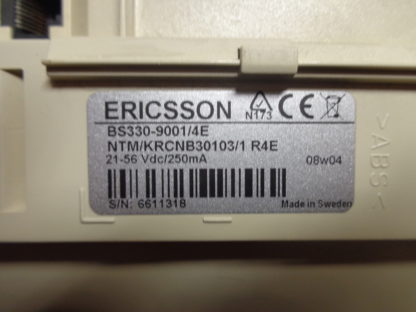 ERICSSON N173 CE
BS330-9001/4E
NTM/KRCNB30103/1 R4E
21-56 Vdc/250mA 08w04
S/N: 6611318 Made in Sweden
>ABS<